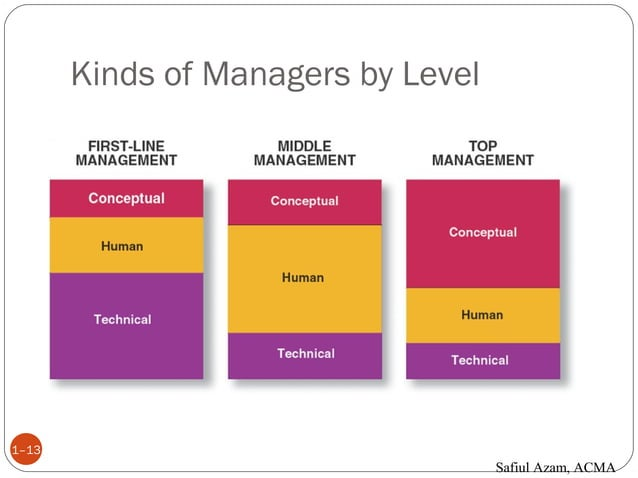 Kinds of Managers by Level
FIRST-LINE
MANAGEMENT
MIDDLE
MANAGEMENT
TOP
MANAGEMENT
Conceptual
Human
Technical
Conceptual
Human
Technical
Conceptual
Human
Technical
1–13
Safiul Azam, ACMA